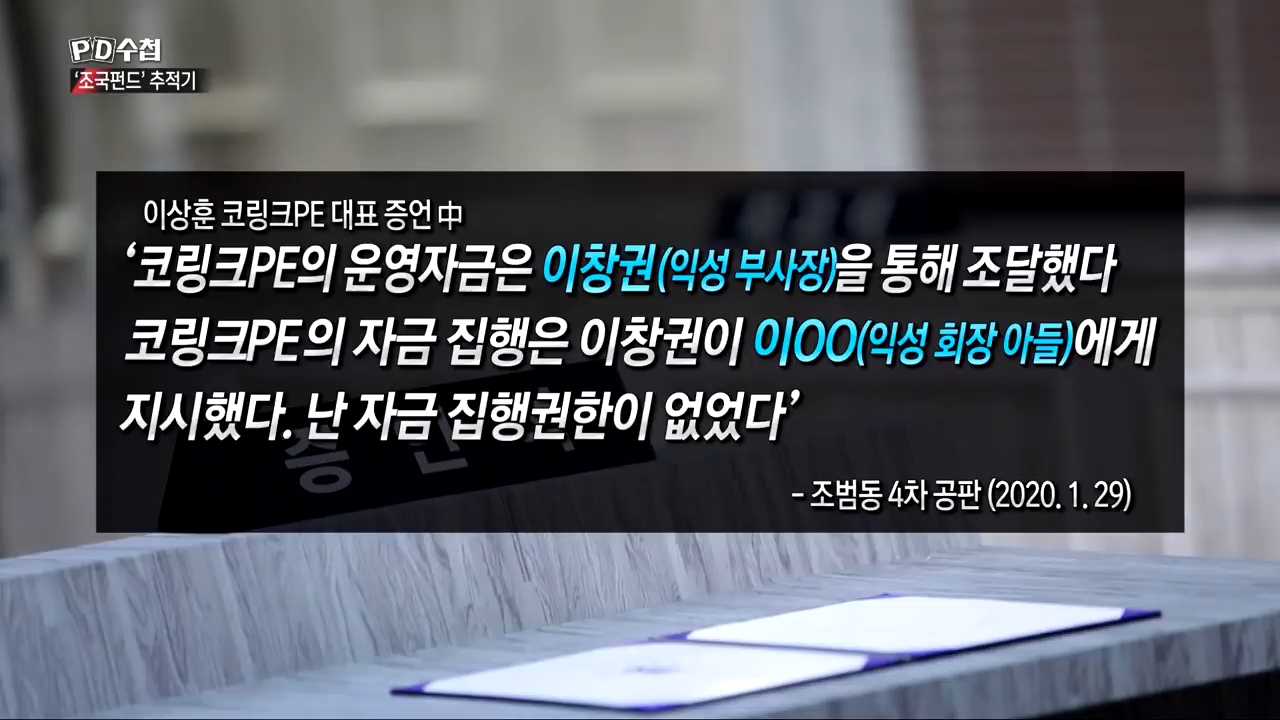 PD수첩
‘조국펀드’ 추적기
이상훈 코링크PE 대표 증언 中
‘코링크PE의 운영자금은 이창권(익성 부사장)을 통해 조달했다
코링크PE의 자금 집행은 이창권이 이OO(익성 회장 아들)에게
지시했다. 난 자금 집행권한이 없었다’
증인석
- 조범동 4차 공판 (2020. 1. 29)